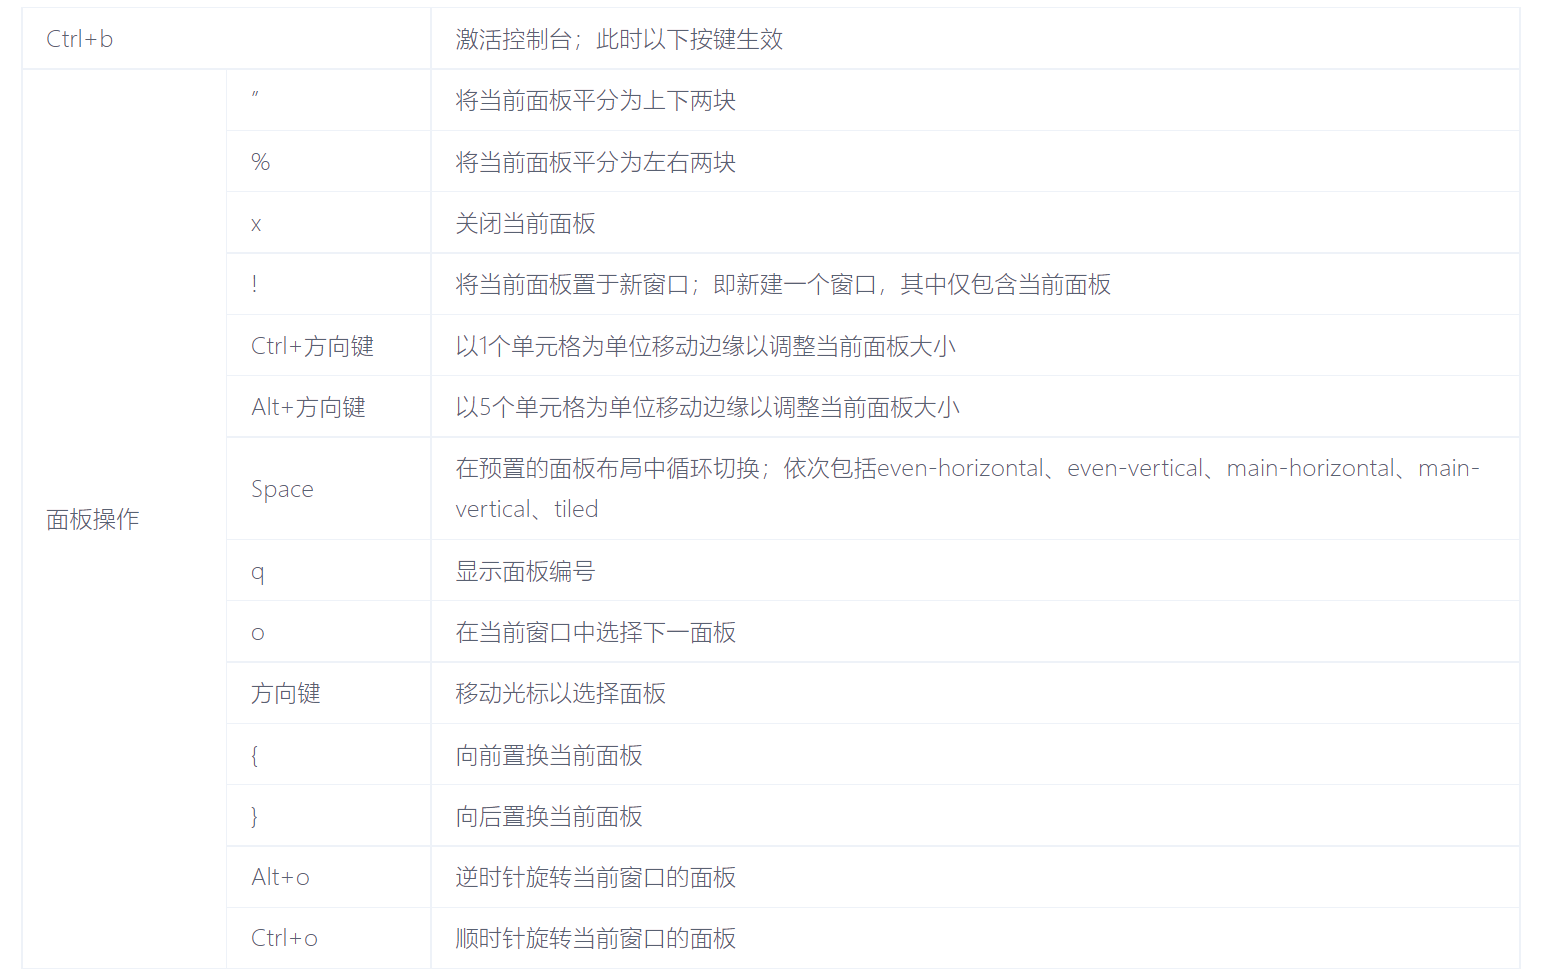 Ctrl+b 激活控制台；此时以下按键生效
″ 将当前面板平分为上下两块
% 将当前面板平分为左右两块
x 关闭当前面板
! 将当前面板置于新窗口；即新建一个窗口，其中仅包含当前面板
Ctrl+方向键 以1个单元格为单位移动边缘以调整当前面板大小
Alt+方向键 以5个单元格为单位移动边缘以调整当前面板大小
Space 在预置的面板布局中循环切换；依次包括even-horizontal、even-vertical、main-horizontal、main-
vertical、tiled
面板操作
q 显示面板编号
o 在当前窗口中选择下一面板
方向键 移动光标以选择面板
{ 向前置换当前面板
} 向后置换当前面板
Alt+o 逆时针旋转当前窗口的面板
Ctrl+o 顺时针旋转当前窗口的面板